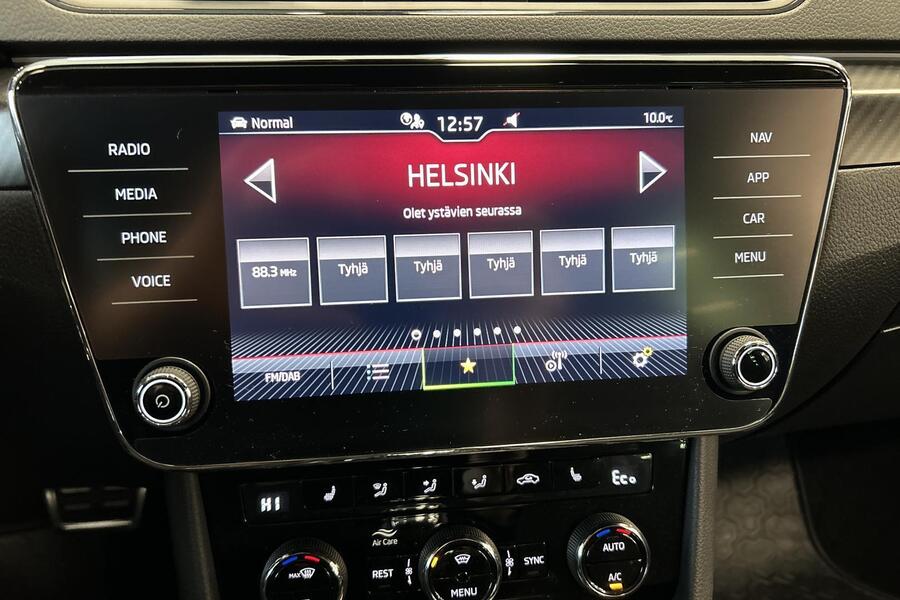 Normal 12:57 10.0°C
RADIO
MEDIA
PHONE
VOICE
HELSINKI
Olet ystävien seurassa
88.3 MHz Tyhjä Tyhjä Tyhjä Tyhjä Tyhjä
FM/DAB
NAV
APP
CAR
MENU
HI Eco
Air Care
MAX REST MENU SYNC AUTO
A/C